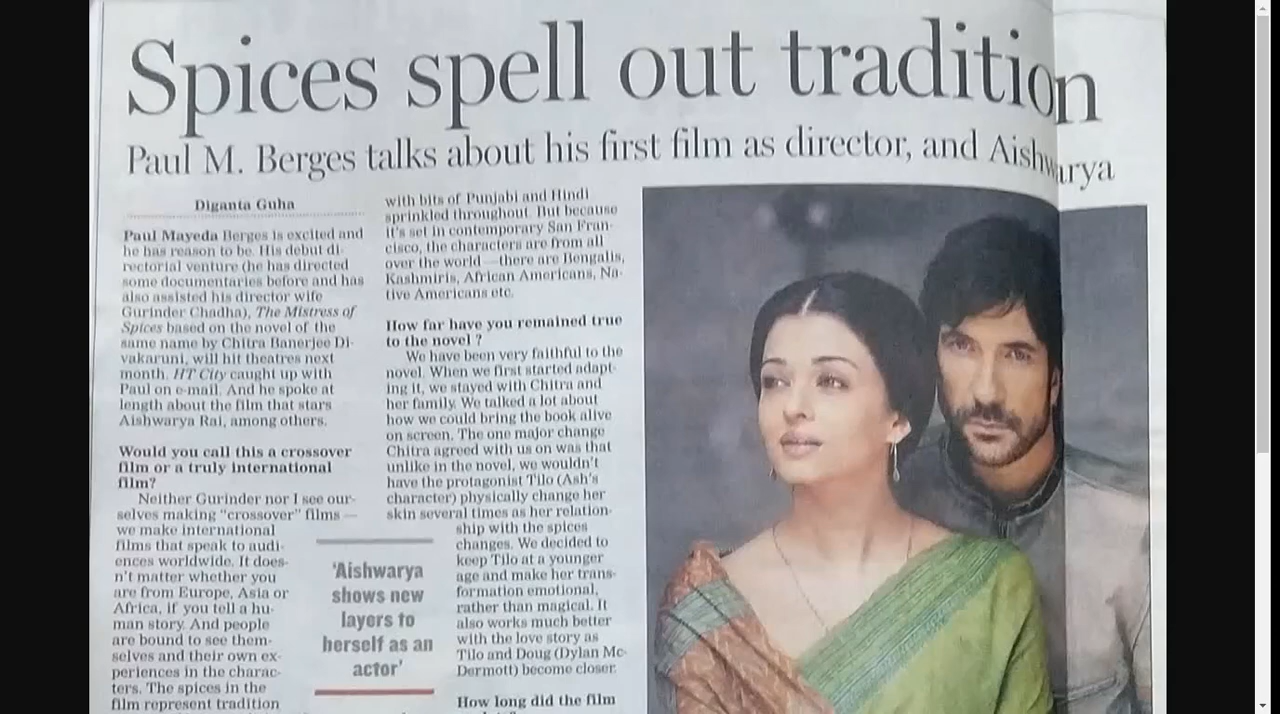 Spices spell out tradition
Paul M. Berges talks about his first film as director, and Aishwarya
Diganta Guha
Paul Mayeda Berges is excited and
he has reason to be. His debut di-
rectorial venture (he has directed
some documentaries before and has
also assisted his director wife
Gurinder Chadha), The Mistress of
Spices based on the novel of the
same name by Chitra Banerjee Di-
vakaruni, will hit theatres next
month. HT City caught up with
Paul on e-mail. And he spoke at
length about the film that stars
Aishwarya Rai, among others.
Would you call this a crossover
film or a truly international
film?
Neither Gurinder nor I see our-
selves making "crossover" films —
we make international
films that speak to audi-
ences worldwide. It does-
n't matter whether you
are from Europe, Asia or
Africa, if you tell a hu-
man story. And people
are bound to see them-
selves and their own ex-
periences in the charac-
ters. The spices in the
film represent tradition
'Aishwarya
shows new
layers to
herself as an
actor'
with bits of Punjabi and Hindi
sprinkled throughout. But because
it's set in contemporary San Fran-
cisco, the characters are from all
over the world —there are Bengalis,
Kashmiris, African Americans, Na-
tive Americans etc.
How far have you remained true
to the novel ?
We have been very faithful to the
novel. When we first started adapt-
ing it, we stayed with Chitra and
her family. We talked a lot about
how we could bring the book alive
on screen. The one major change
Chitra agreed with us on was that
unlike in the novel, we wouldn't
have the protagonist Tilo (Ash's
character) physically change her
skin several times as her relation-
ship with the spices
changes. We decided to
keep Tilo at a younger
age and make her trans-
formation emotional,
rather than magical. It
also works much better
with the love story as
Tilo and Doug (Dylan Mc-
Dermott) become closer.
How long did the film